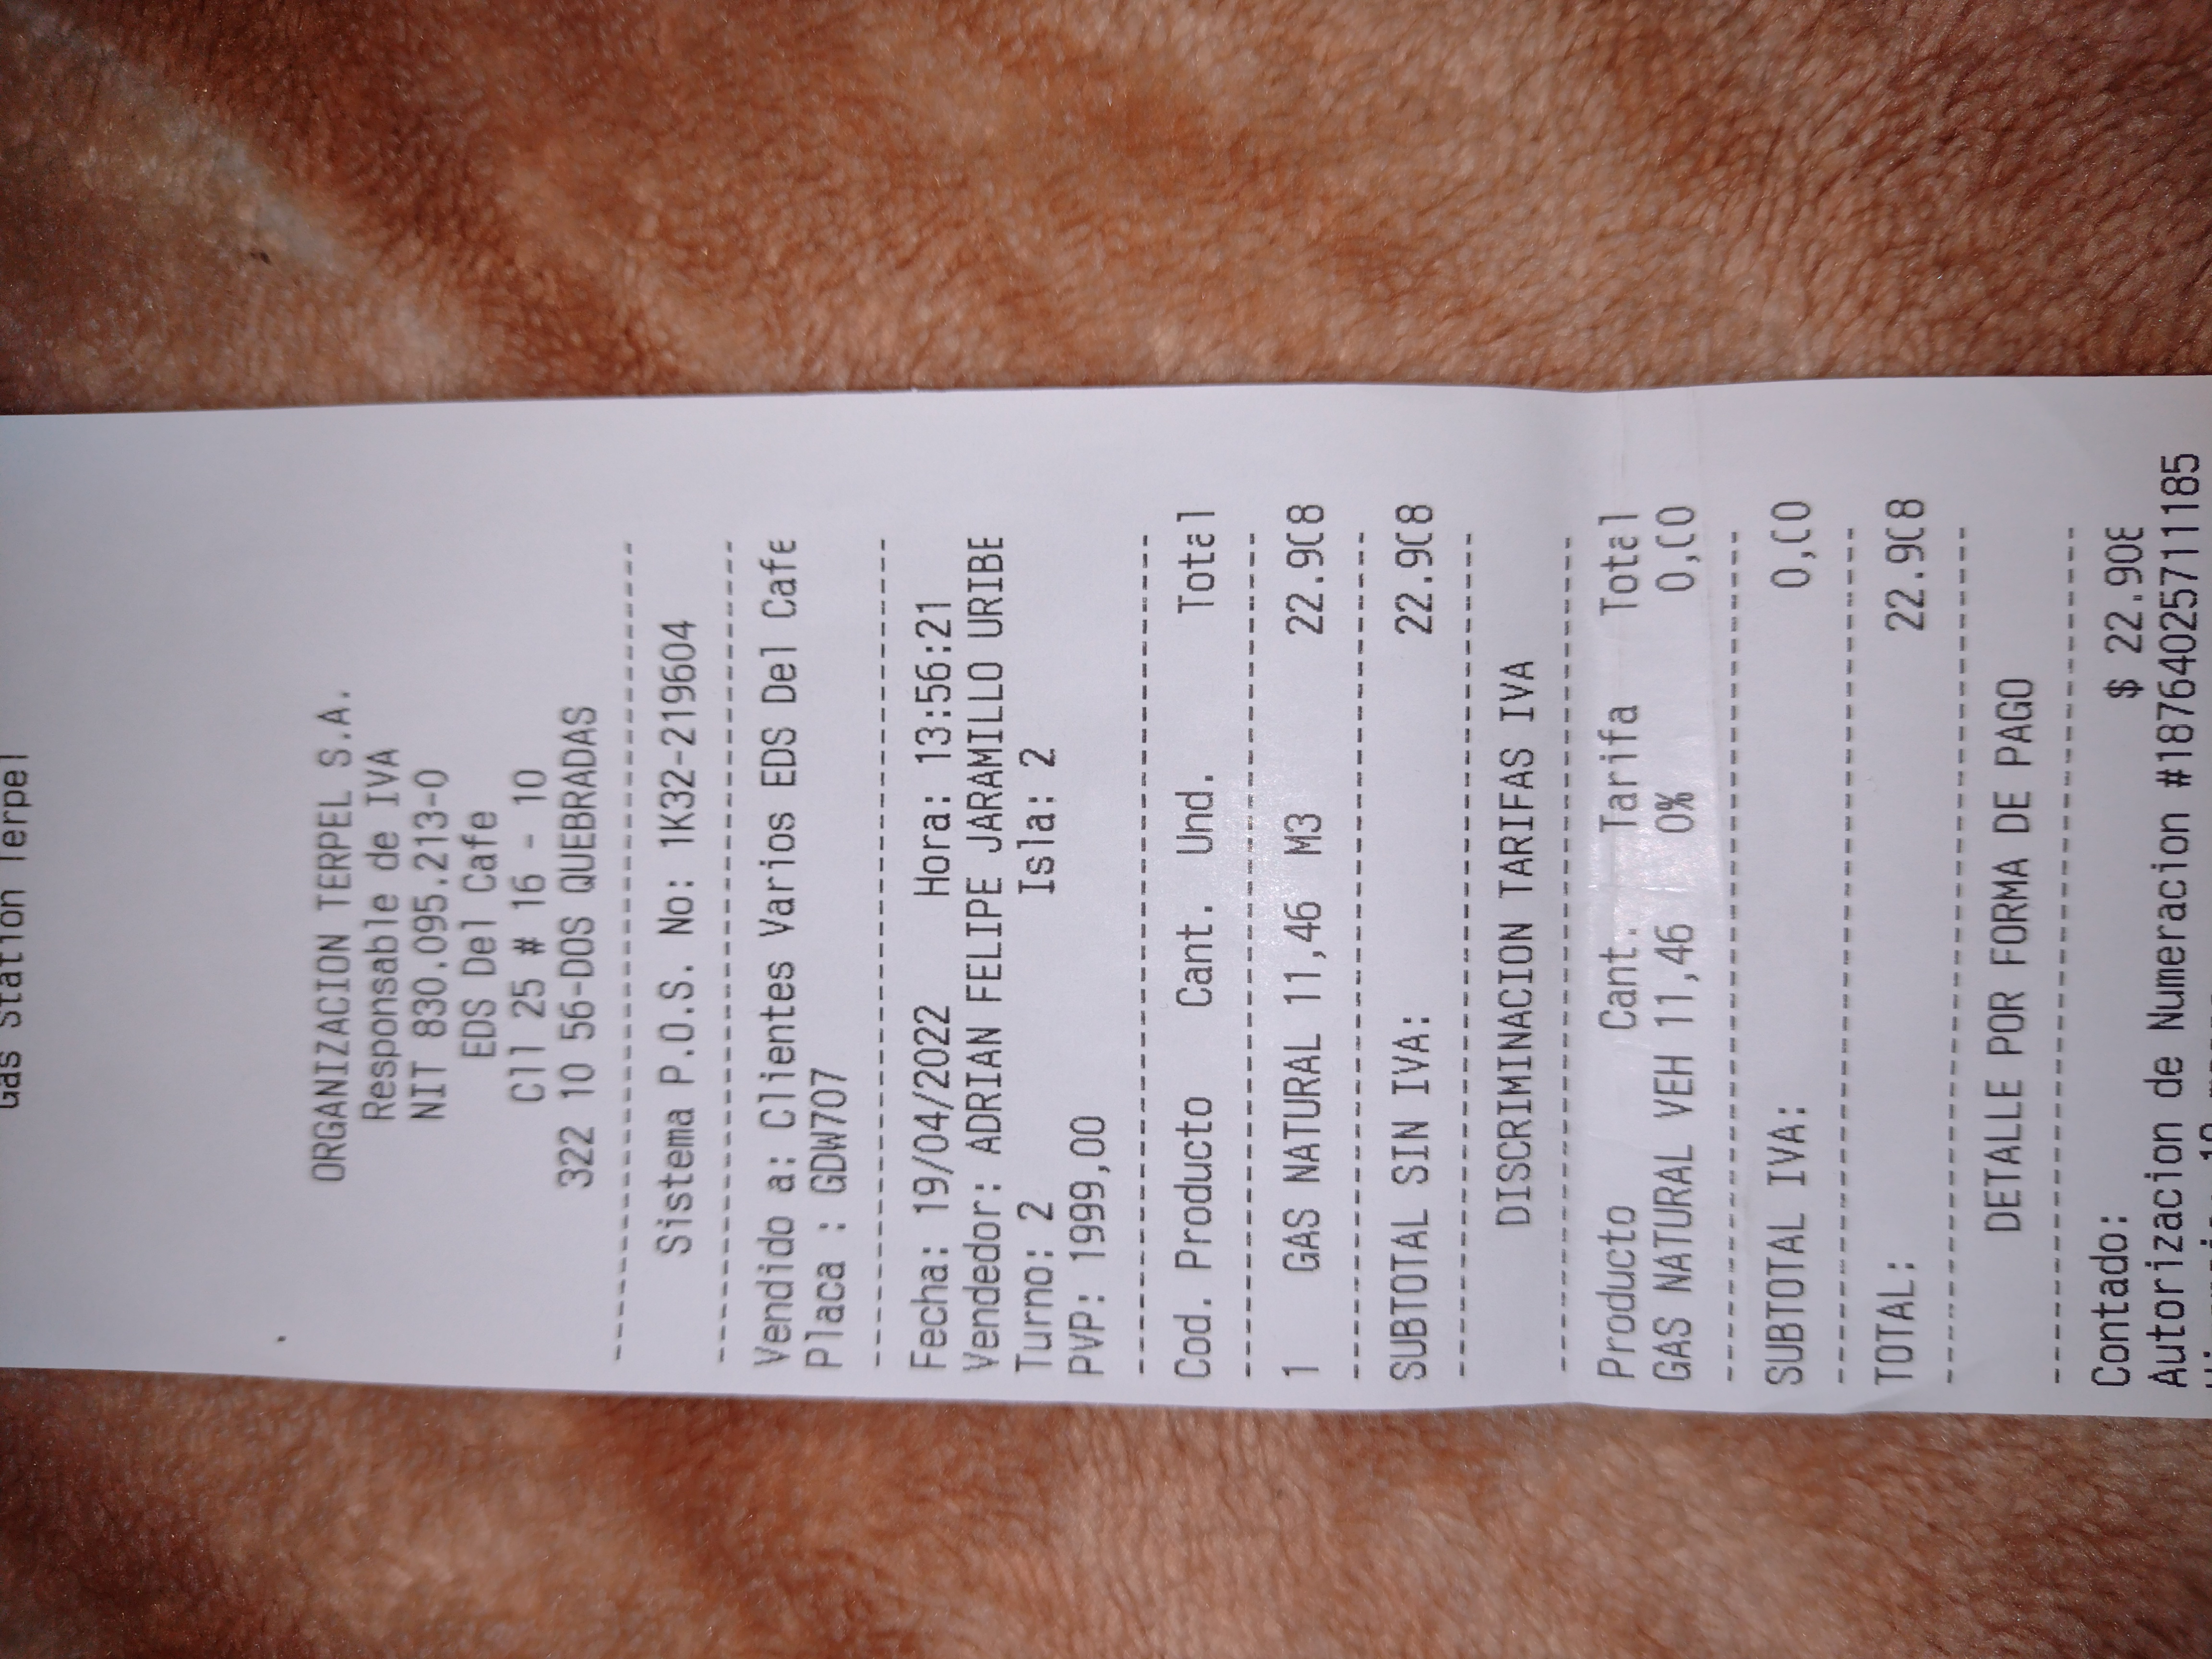 Gas Station Terpel
ORGANIZACION TERPEL S.A.
Responsable de IVA
NIT 830.095.213-0
EDS Del Cafe
Cll 25 # 16 - 10
322 10 56-DOS QUEBRADAS
Sistema P.O.S. No: 1K32-219604
Vendido a: Clientes Varios EDS Del Cafe
Placa : GDW707
Fecha: 19/04/2022 Hora: 13:56:21
Vendedor: ADRIAN FELIPE JARAMILLO URIBE
Turno: 2 Isla: 2
PVP: 1999,00
Cod. Producto Cant. Und. Total
1 GAS NATURAL 11,46 M3 22.908
SUBTOTAL SIN IVA: 22.908
DISCRIMINACION TARIFAS IVA
Producto Cant. Tarifa Total
GAS NATURAL VEH 11,46 0% 0,00
SUBTOTAL IVA: 0,00
TOTAL: 22.908
DETALLE POR FORMA DE PAGO
Contado: $ 22.908
Autorizacion de Numeracion #18764025711185